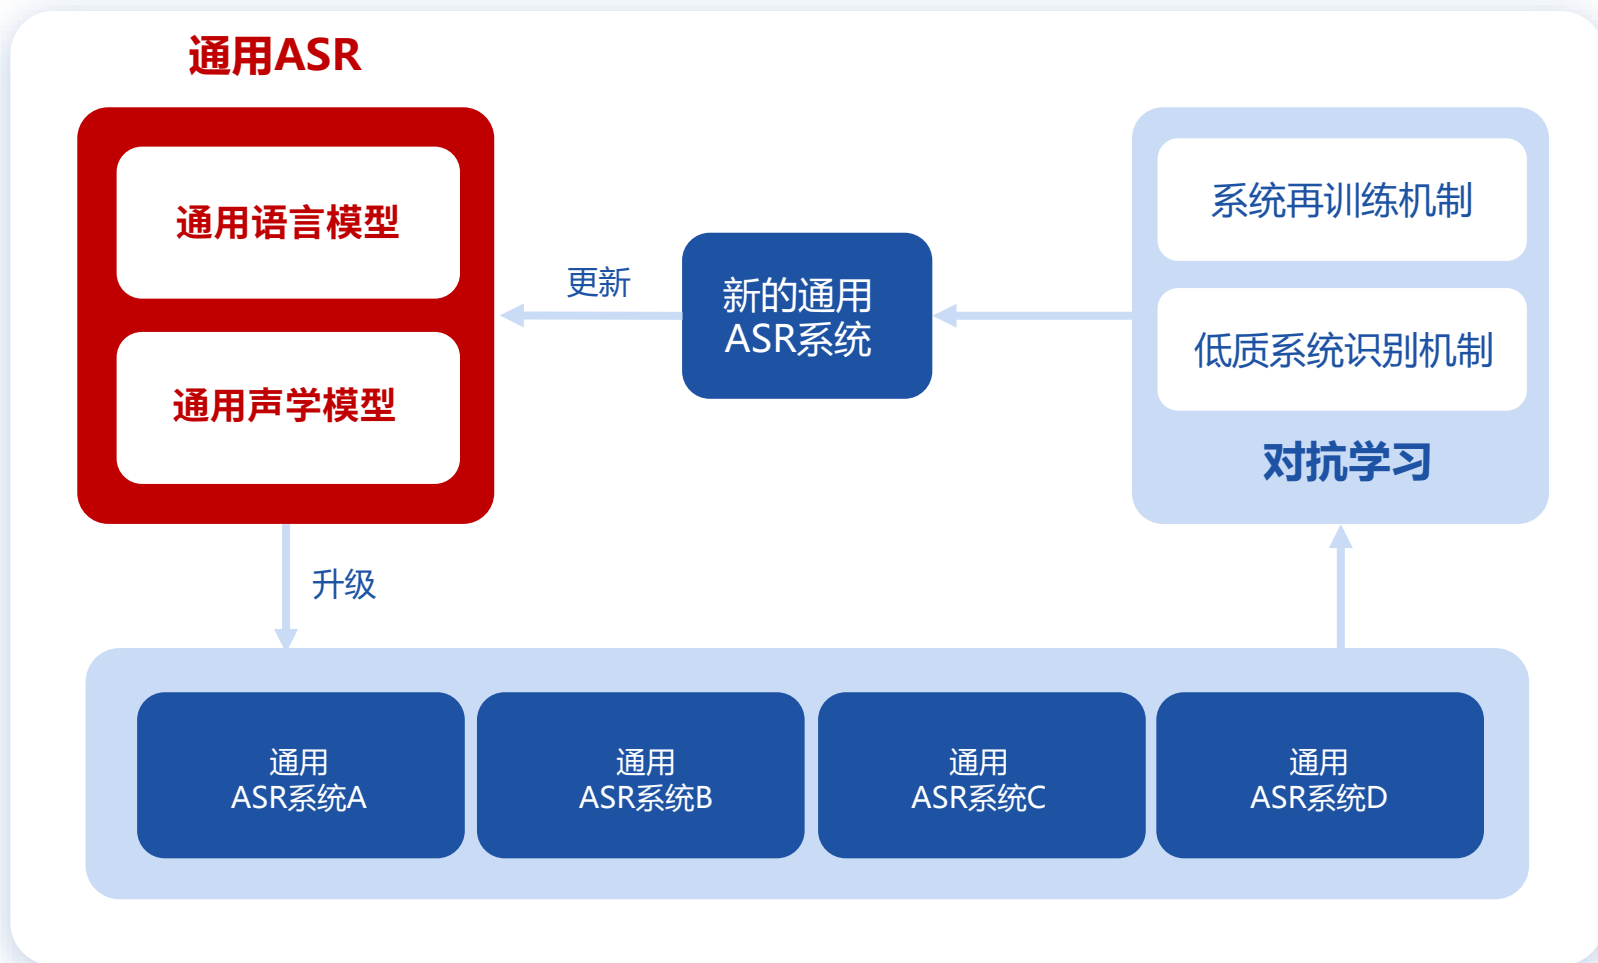 通用ASR
通用语言模型
通用声学模型
更新
新的通用
ASR系统
系统再训练机制
低质系统识别机制
对抗学习
升级
通用
ASR系统A
通用
ASR系统B
通用
ASR系统C
通用
ASR系统D